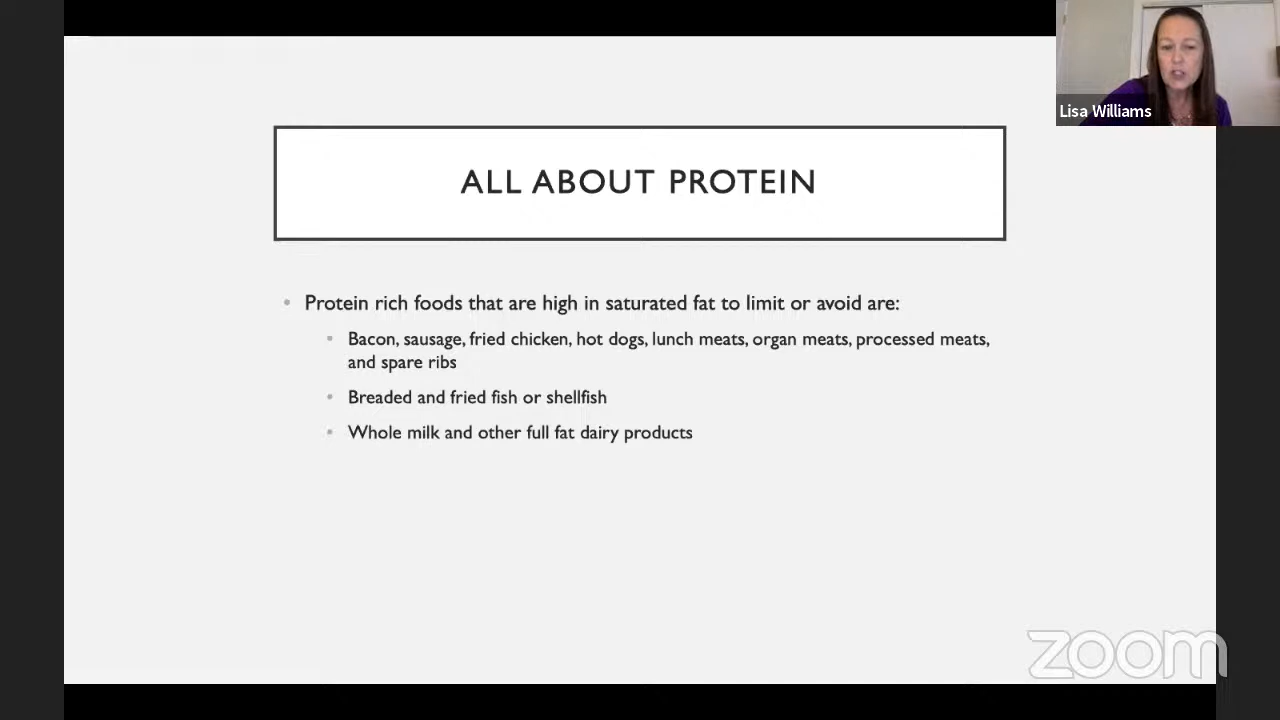 Lisa Williams
ALL ABOUT PROTEIN
Protein rich foods that are high in saturated fat to limit or avoid are:
Bacon, sausage, fried chicken, hot dogs, lunch meats, organ meats, processed meats,
and spare ribs
Breaded and fried fish or shellfish
Whole milk and other full fat dairy products
zoom